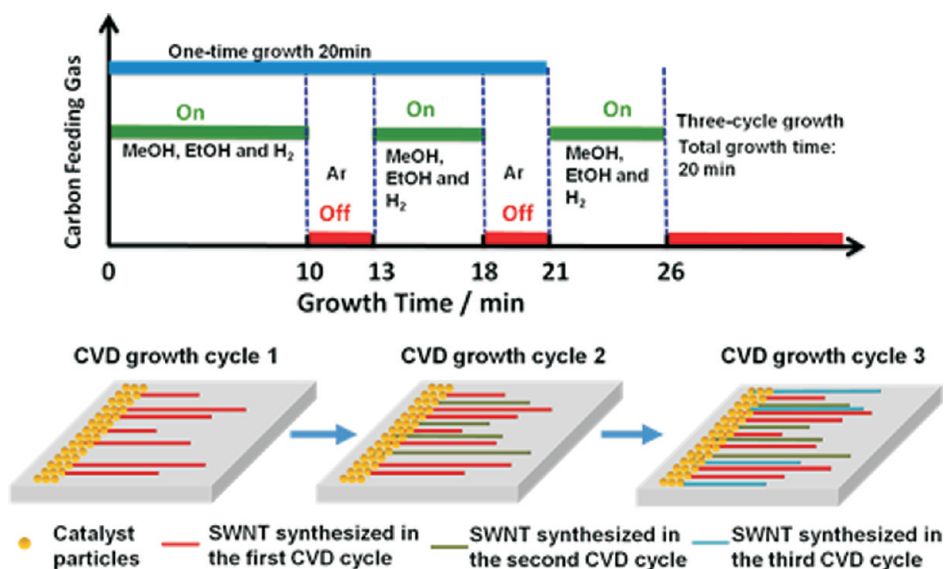 Carbon Feeding Gas
One-time growth 20min
On
MeOH, EtOH and H₂
Ar
Off
On
MeOH,
EtOH and
H₂
Ar
Off
On
MeOH,
EtOH and
H₂
Three-cycle growth
Total growth time:
20 min
0 10 13 18 21 26
Growth Time / min
CVD growth cycle 1
CVD growth cycle 2
CVD growth cycle 3
Catalyst
particles
SWNT synthesized in
the first CVD cycle
SWNT synthesized in
the second CVD cycle
SWNT synthesized in
the third CVD cycle